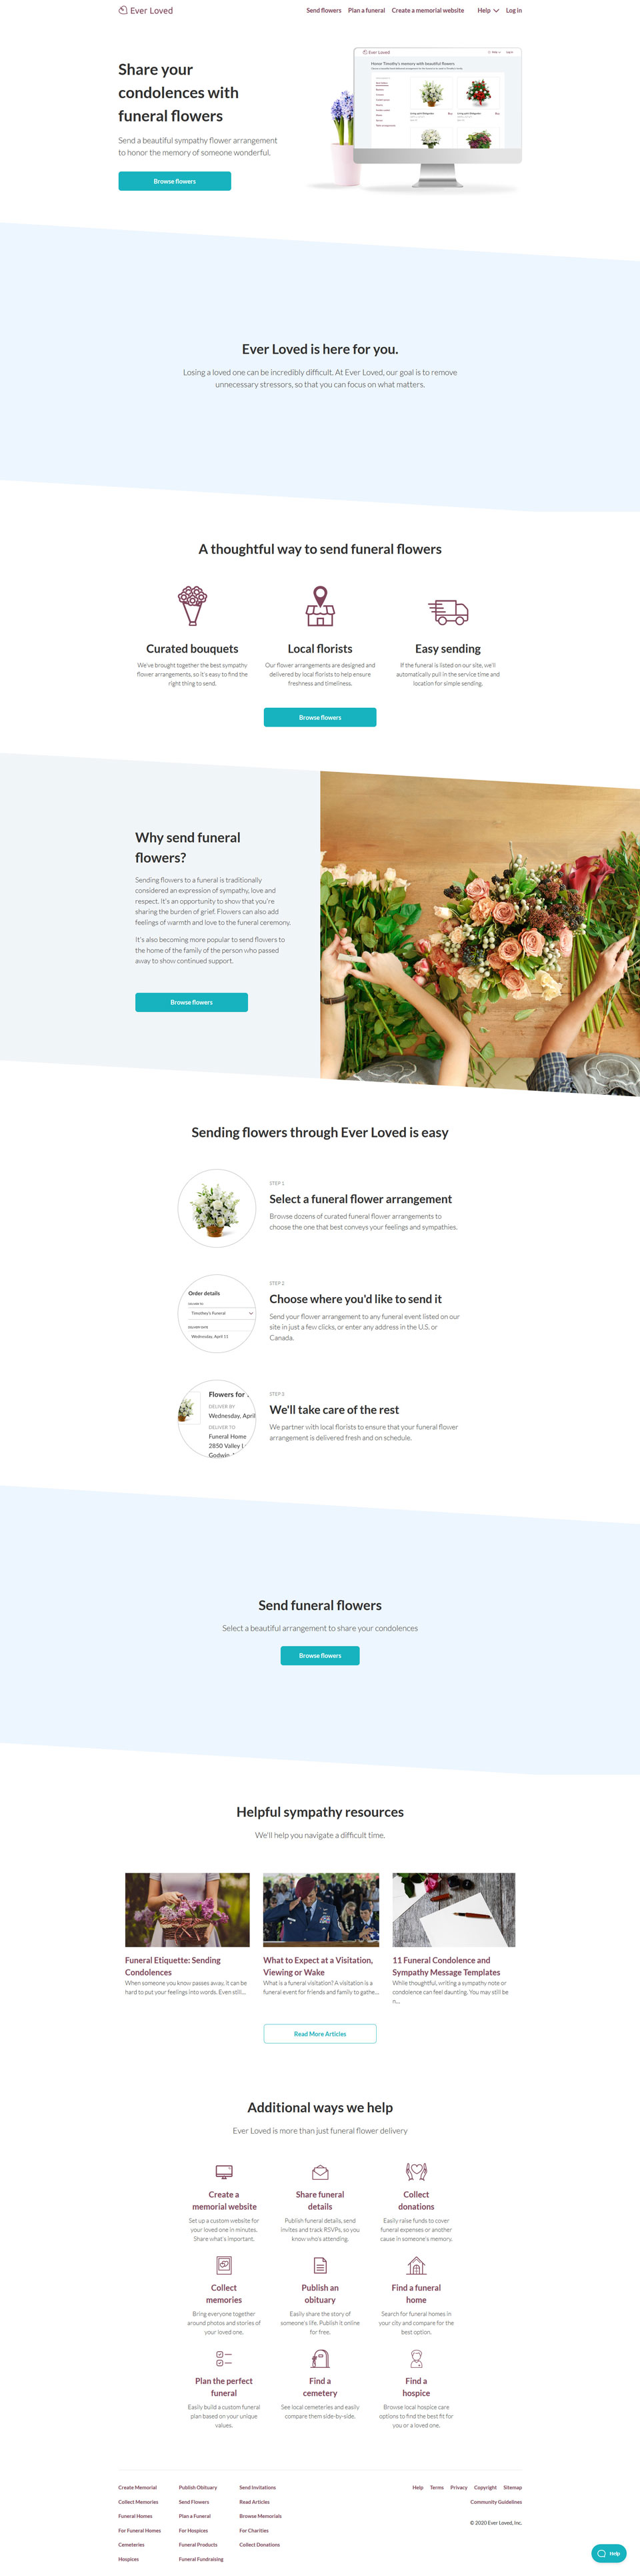 Ever Loved
Send flowers Plan a funeral Create a memorial website Help Log in
Share your
condolences with
funeral flowers
Send a beautiful sympathy flower arrangement
to honor the memory of someone wonderful.
Browse flowers
Ever Loved
Honor Timothy's memory with beautiful flowers
Ever Loved is here for you.
Losing a loved one can be incredibly difficult. At Ever Loved, our goal is to remove
unnecessary stressors, so that you can focus on what matters.
A thoughtful way to send funeral flowers
Curated bouquets
We've brought together the best sympathy
flower arrangements, so it's easy to find the
right thing to send.
Local florists
Our flower arrangements are designed and
delivered by local florists to help ensure
freshness and timeliness.
Easy sending
If the funeral is listed on our site, we'll
automatically pull in the service time and
location for simple sending.
Browse flowers
Why send funeral
flowers?
Sending flowers to a funeral is traditionally
considered an expression of sympathy, love and
respect. It's an opportunity to show that you're
sharing the burden of grief. Flowers can also add
feelings of warmth and love to the funeral ceremony.
It's also becoming more popular to send flowers to
the home of the family of the person who passed
away to show continued support.
Browse flowers
Sending flowers through Ever Loved is easy
STEP 1
Select a funeral flower arrangement
Browse dozens of curated funeral flower arrangements to
choose the one that best conveys your feelings and sympathies.
Order details
DELIVER TO
Timothey's Funeral
DELIVERY DATE
Wednesday, April 11
STEP 2
Choose where you'd like to send it
Send your flower arrangement to any funeral event listed on our
site in just a few clicks, or enter any address in the U.S. or
Canada.
Flowers for
DELIVER BY
Wednesday, April
DELIVER TO
Funeral Home
2850 Valley
Godwin
STEP 3
We'll take care of the rest
We partner with local florists to ensure that your funeral flower
arrangement is delivered fresh and on schedule.
Send funeral flowers
Select a beautiful arrangement to share your condolences
Browse flowers
Helpful sympathy resources
We'll help you navigate a difficult time.
Funeral Etiquette: Sending
Condolences
When someone you know passes away, it can be
hard to put your feelings into words. Even still...
What to Expect at a Visitation,
Viewing or Wake
What is a funeral visitation? A visitation is a
funeral event for friends and family to gathe...
11 Funeral Condolence and
Sympathy Message Templates
While thoughtful, writing a sympathy note or
condolence can feel daunting. You may still be
n...
Read More Articles
Additional ways we help
Ever Loved is more than just funeral flower delivery
Create a
memorial website
Set up a custom website for
your loved one in minutes.
Share what's important.
Share funeral
details
Publish funeral details, send
invites and track RSVPs, so you
know who's attending.
Collect
donations
Easily raise funds to cover
funeral expenses or another
cause in someone's memory.
Collect
memories
Bring everyone together
around photos and stories of
your loved one.
Publish an
obituary
Easily share the story of
someone's life. Publish it online
for free.
Find a funeral
home
Search for funeral homes in
your city and compare for the
best option.
Plan the perfect
funeral
Easily build a custom funeral
plan based on your unique
values.
Find a
cemetery
See local cemeteries and easily
compare them side-by-side.
Find a
hospice
Browse local hospice care
options to find the best fit for
you or a loved one.
Create Memorial Publish Obituary Send Invitations
Collect Memories Send Flowers Read Articles
Funeral Homes Plan a Funeral Browse Memorials
For Funeral Homes For Hospices For Charities
Cemeteries Funeral Products Collect Donations
Hospices Funeral Fundraising
Help Terms Privacy Copyright Sitemap
Community Guidelines
© 2020 Ever Loved, Inc.
Help